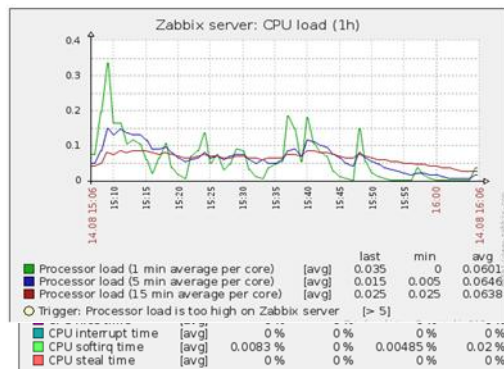 Zabbix server: CPU load (1h)
0.4
0.3
0.2
0.1
0
14.08 15:06
15:10
15:15
15:20
15:25
15:30
15:35
15:40
15:45
15:50
15:55
16:00
14.08 16:06
last min avg
Processor load (1 min average per core) [avg] 0.035 0 0.0601
Processor load (5 min average per core) [avg] 0.015 0.005 0.0646
Processor load (15 min average per core) [avg] 0.025 0.025 0.0638
Trigger: Processor load is too high on Zabbix server [> 5]
CPU interrupt time [avg] 0 % 0 % 0 %
CPU softirq time [avg] 0.0083 % 0.00485 % 0.02 %
CPU steal time [avg] 0 % 0 % 0 %